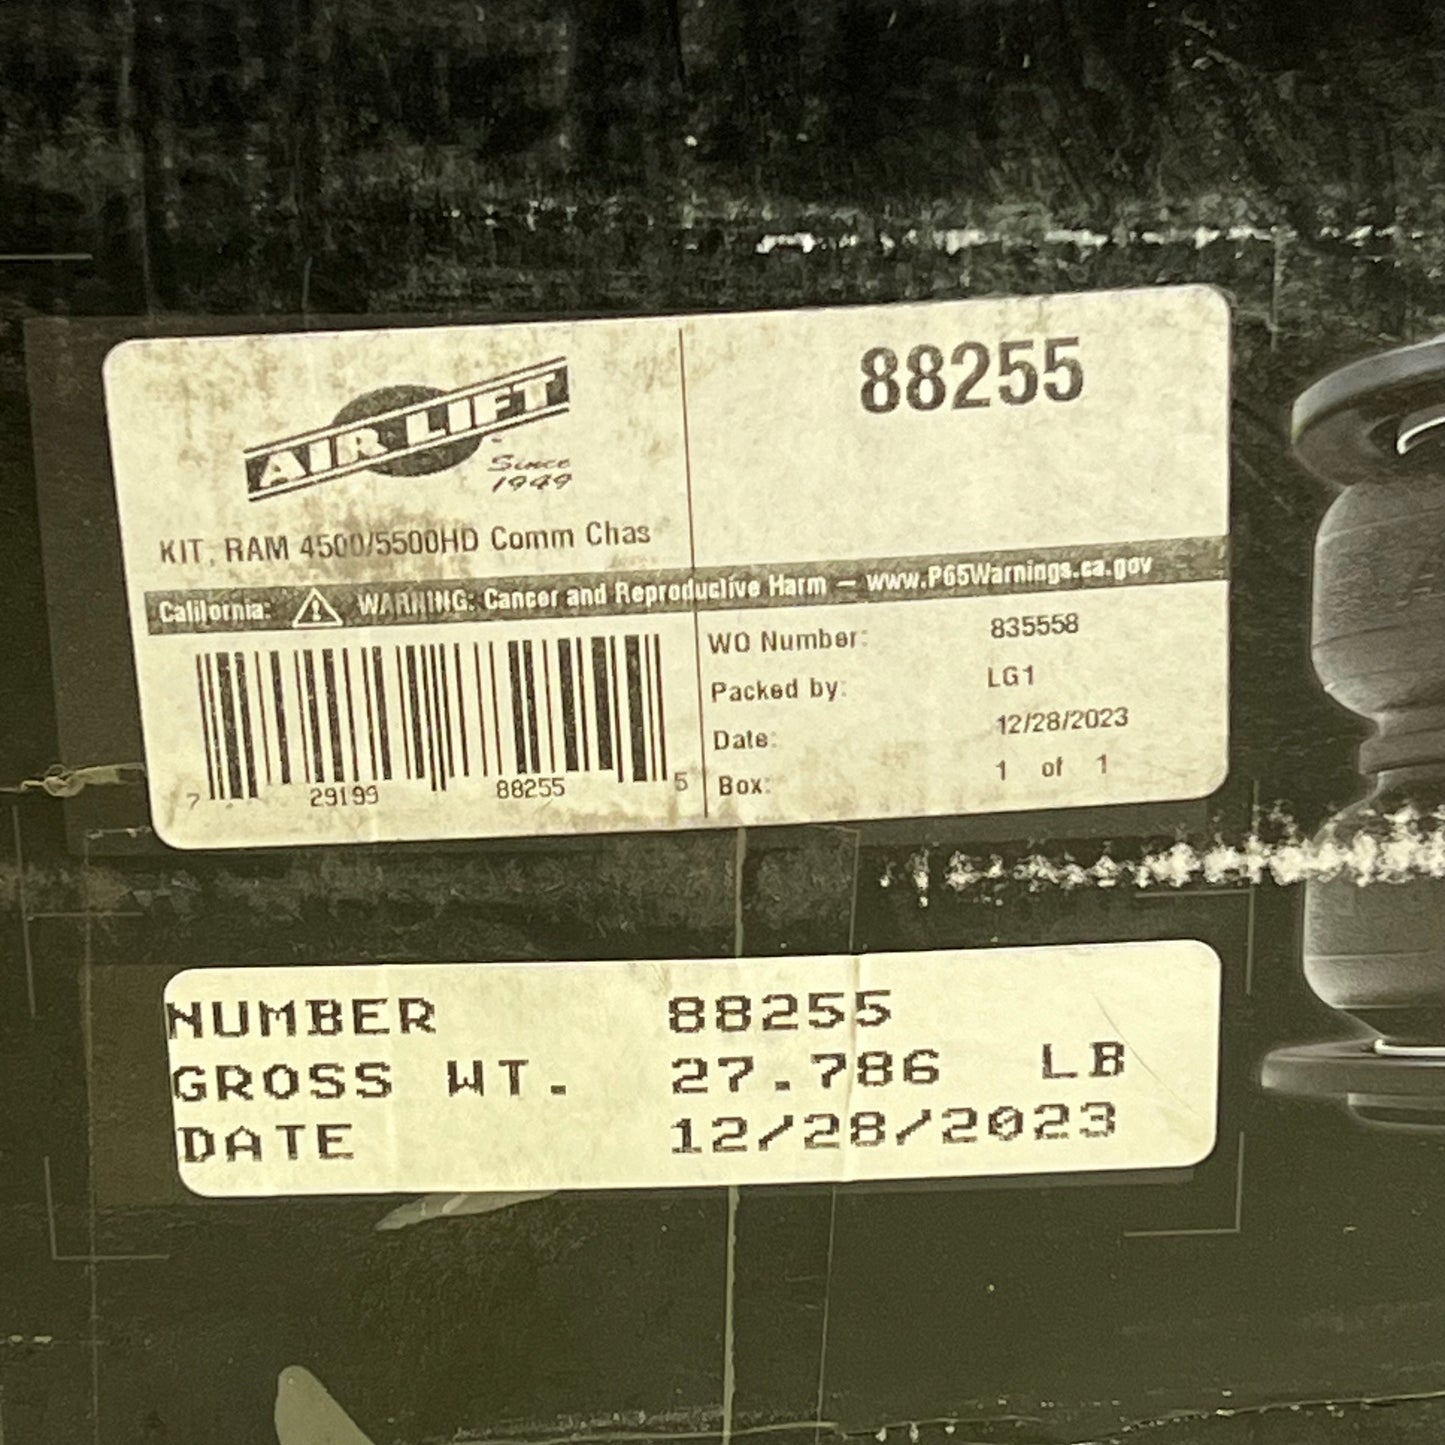 AIR LIFT
Since
1949
88255
KIT, RAM 4500/5500HD Comm Chas
California: WARNING: Cancer and Reproductive Harm – www.P65Warnings.ca.gov
7 29199 88255 5
WO Number: 835558
Packed by: LG1
Date: 12/28/2023
Box: 1 of 1
NUMBER 88255
GROSS WT. 27.786 LB
DATE 12/28/2023